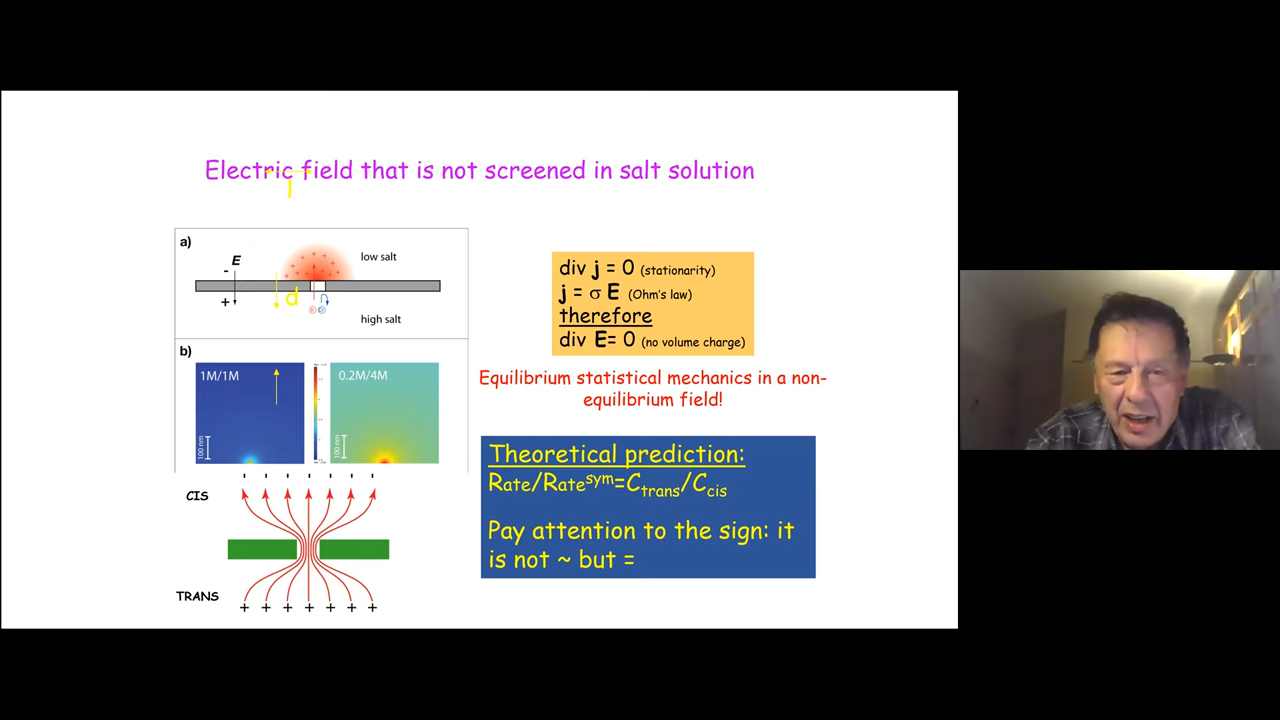 Electric field that is not screened in salt solution
l
a)
E
low salt
-
+
d
high salt
b)
1M/1M
0.2M/4M
100 nm
100 nm
CIS
- - - - - - -
TRANS
+ + + + + + +
div j = 0 (stationarity)
j = σ E (Ohm's law)
therefore
div E= 0 (no volume charge)
Equilibrium statistical mechanics in a non-
equilibrium field!
Theoretical prediction:
Rate/Rate^sym=C_trans/C_cis
Pay attention to the sign: it
is not ~ but =